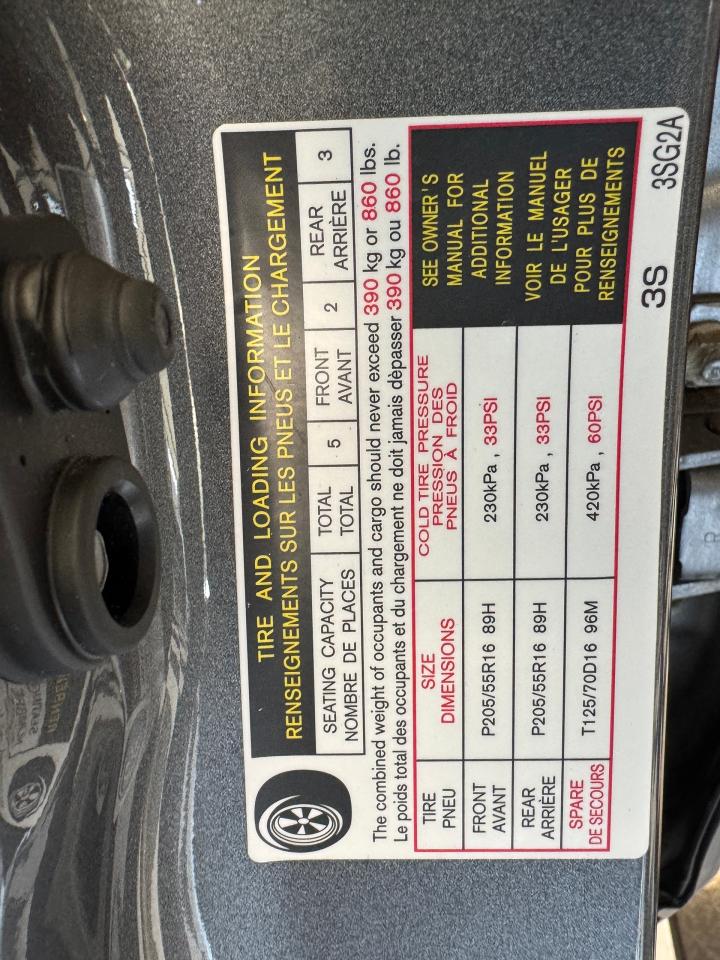 TIRE AND LOADING INFORMATION
RENSEIGNEMENTS SUR LES PNEUS ET LE CHARGEMENT
SEATING CAPACITY TOTAL 5 FRONT 2 REAR 3
NOMBRE DE PLACES TOTAL AVANT ARRIÈRE
The combined weight of occupants and cargo should never exceed 390 kg or 860 lbs.
Le poids total des occupants et du chargement ne doit jamais dépasser 390 kg ou 860 lb.
TIRE
PNEU
SIZE
DIMENSIONS
COLD TIRE PRESSURE
PRESSION DES
PNEUS À FROID
FRONT
AVANT
P205/55R16 89H
230kPa , 33PSI
REAR
ARRIÈRE
P205/55R16 89H
230kPa , 33PSI
SPARE
DE SECOURS
T125/70D16 96M
420kPa , 60PSI
SEE OWNER'S
MANUAL FOR
ADDITIONAL
INFORMATION
VOIR LE MANUEL
DE L'USAGER
POUR PLUS DE
RENSEIGNEMENTS
3S 3SG2A